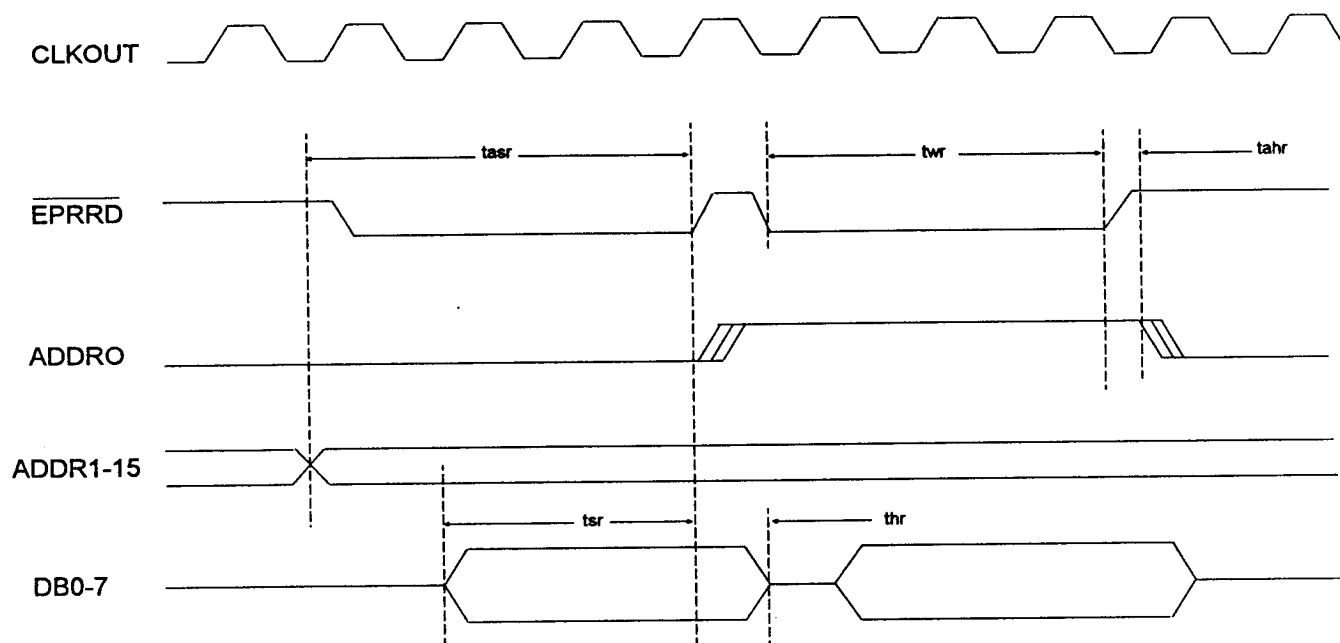 CLKOUT
tasr
twr
tahr
EPRRD
ADDRO
ADDR1-15
tsr
thr
DB0-7